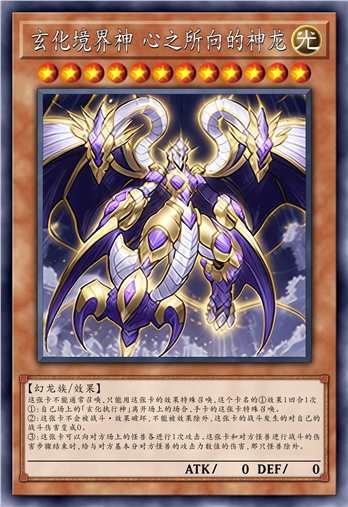 玄化境界神 心之所向的神龙
光
[幻龙族/效果]
这张卡不能通常召唤,只能用这张卡的效果特殊召唤。这个卡名的①效果1回合1次
①:自己场上的「玄化执行神」离开场上的场合,手卡的这张卡特殊召唤。
②:这张卡不会被战斗·效果破坏,不能被效果除外,这张卡的战斗发生的对自己的
战斗伤害变成0。
③:这张卡可以向对方场上的怪兽各进行1次攻击。这张卡和对方怪兽进行战斗的伤
害步骤结束时,给与对方基本分对方怪兽的攻击力数值的伤害,那只怪兽除外。
ATK/ 0 DEF/ 0